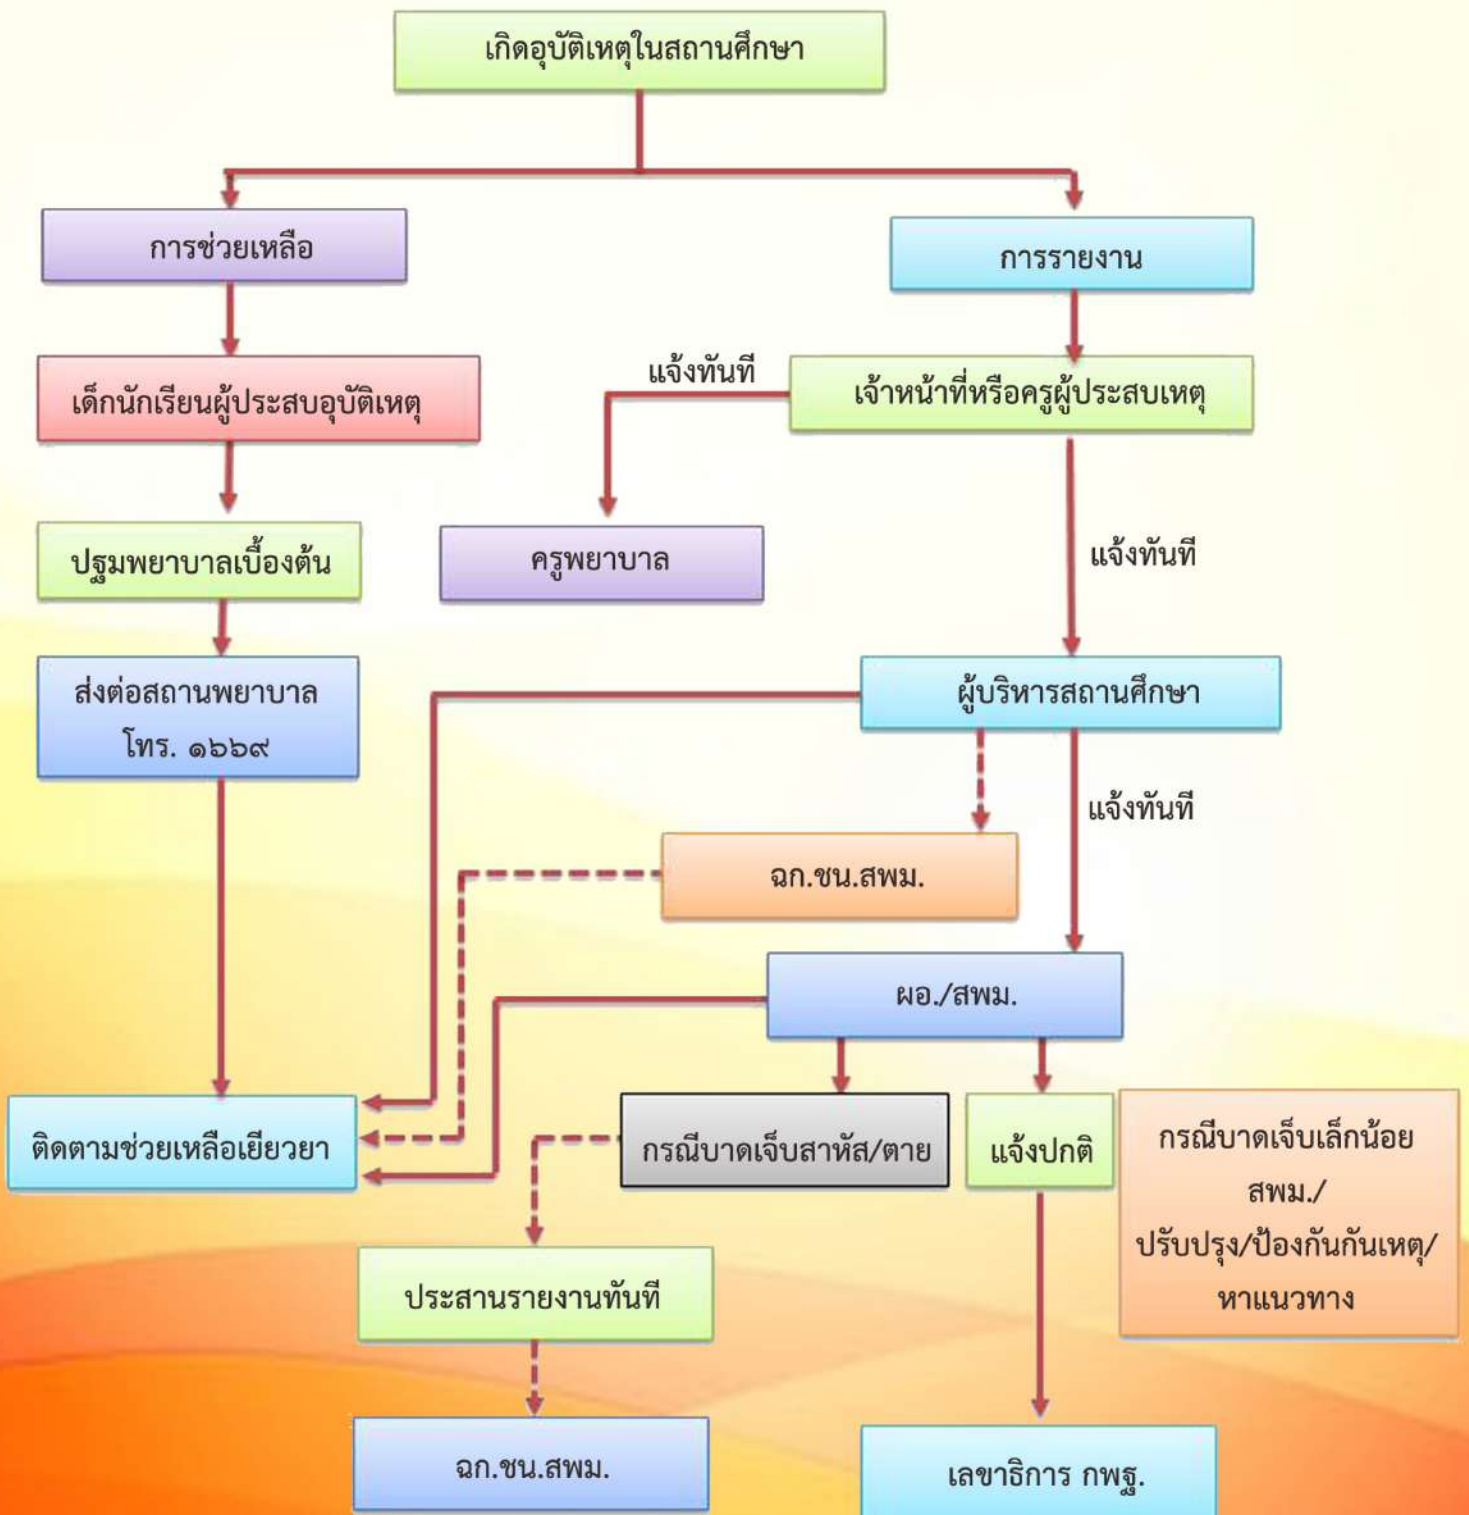 เกิดอุบัติเหตุในสถานศึกษา
การช่วยเหลือ
การรายงาน
เด็กนักเรียนผู้ประสบอุบัติเหตุ
แจ้งทันที
เจ้าหน้าที่หรือครูผู้ประสบเหตุ
ปฐมพยาบาลเบื้องต้น
ครูพยาบาล
แจ้งทันที
ส่งต่อสถานพยาบาล
โทร. ๑๖๖๙
ผู้บริหารสถานศึกษา
แจ้งทันที
ฉก.ชน.สพม.
ผอ./สพม.
ติดตามช่วยเหลือเยียวยา
กรณีบาดเจ็บสาหัส/ตาย
แจ้งปกติ
กรณีบาดเจ็บเล็กน้อย
สพม./
ปรับปรุง/ป้องกันกันเหตุ/
หาแนวทาง
ประสานรายงานทันที
ฉก.ชน.สพม.
เลขาธิการ กพฐ.